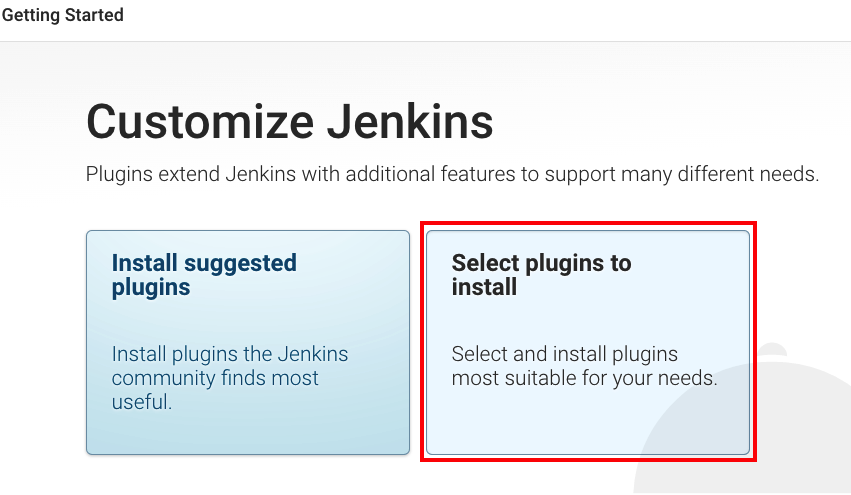 Getting Started
Customize Jenkins
Plugins extend Jenkins with additional features to support many different needs.
Install suggested
plugins
Install plugins the Jenkins
community finds most
useful.
Select plugins to
install
Select and install plugins
most suitable for your needs.